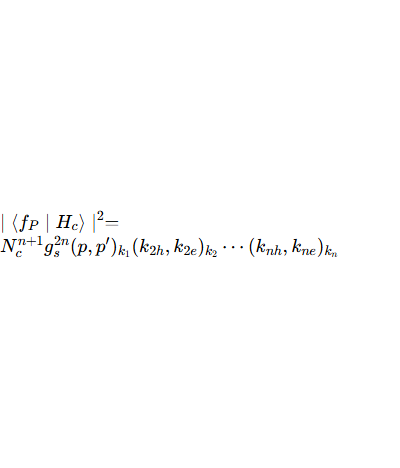 | ⟨f_P | H_c⟩ |^2=
N_c^{n+1}g_s^{2n}(p, p′)_{k_1}(k_{2h}, k_{2e})_{k_2} ⋯ (k_{nh}, k_{ne})_{k_n}